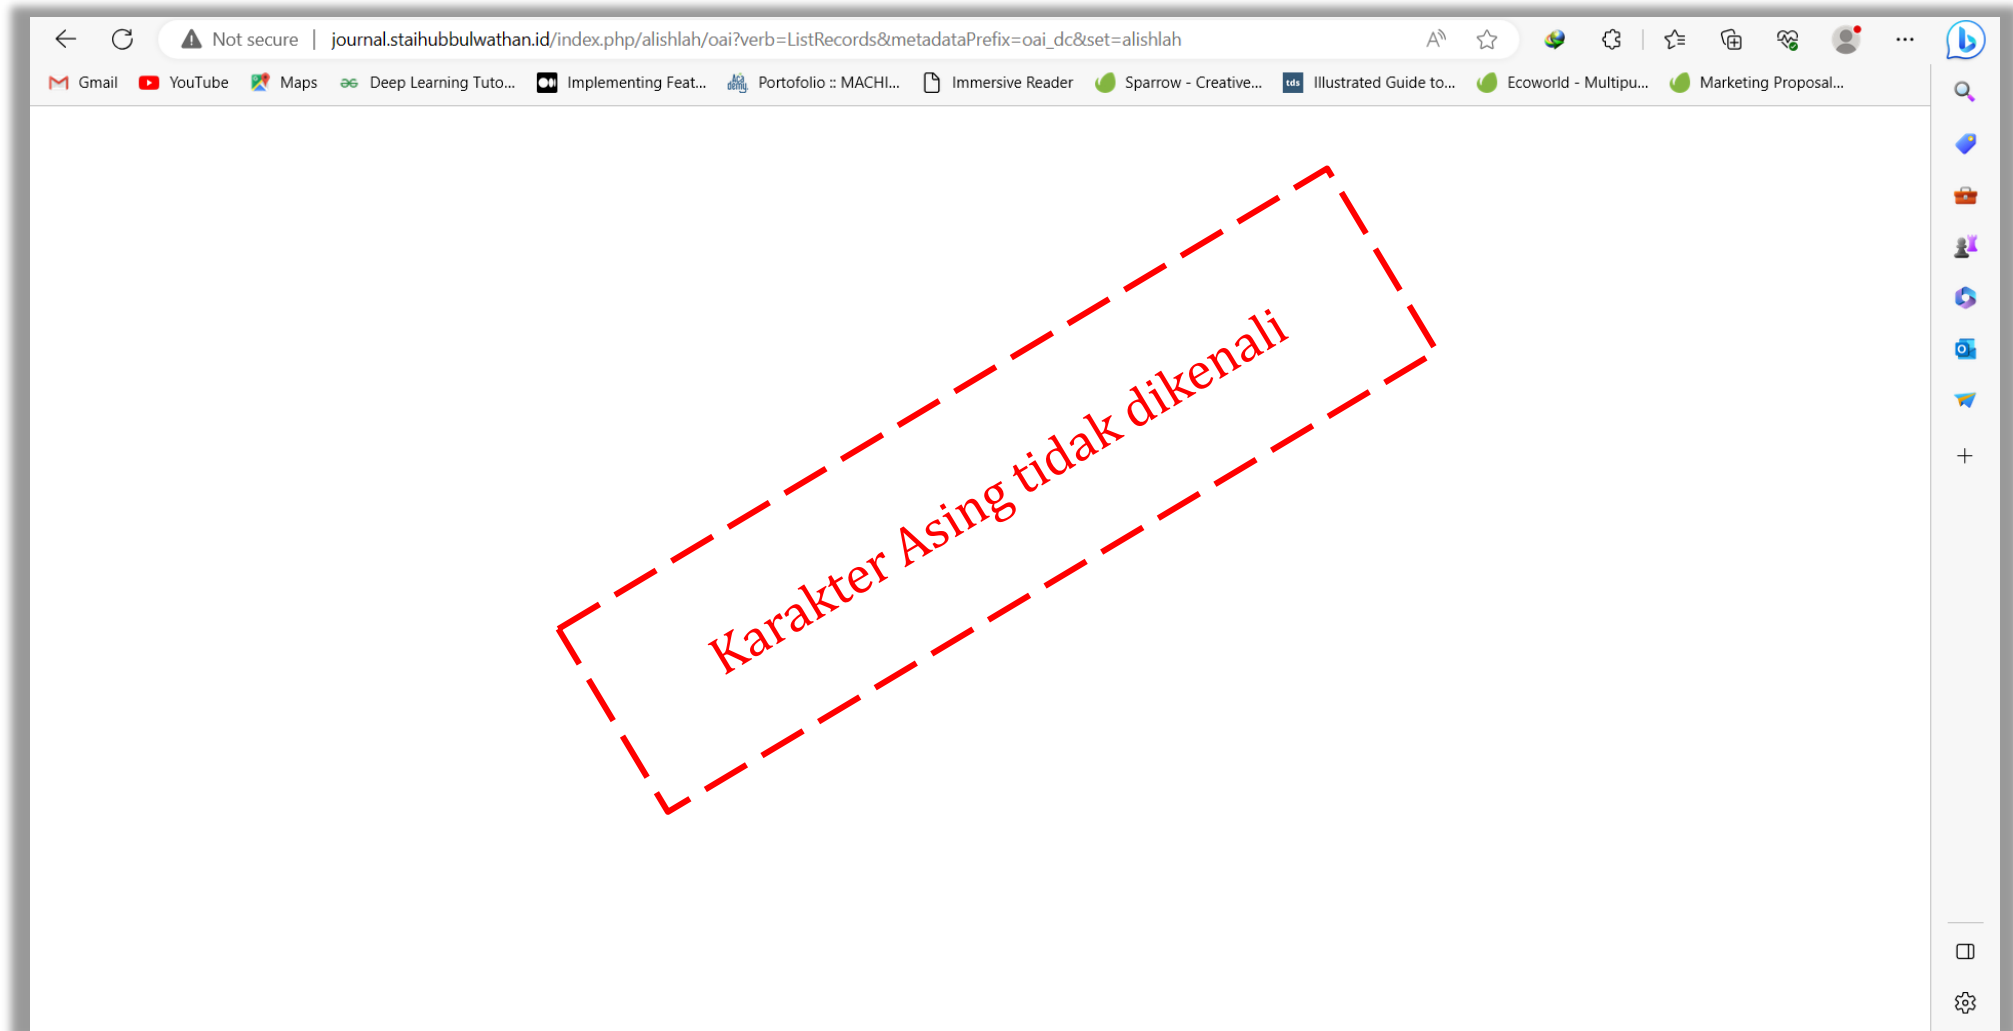 Not secure | journal.staihubbulwathan.id/index.php/alishlah/oai?verb=ListRecords&metadataPrefix=oai_dc&set=alishlah
Gmail YouTube Maps Deep Learning Tuto... Implementing Feat... Portofolio :: MACHI... Immersive Reader Sparrow - Creative... tds Illustrated Guide to... Ecoworld - Multipu... Marketing Proposal...
Karakter Asing tidak dikenali